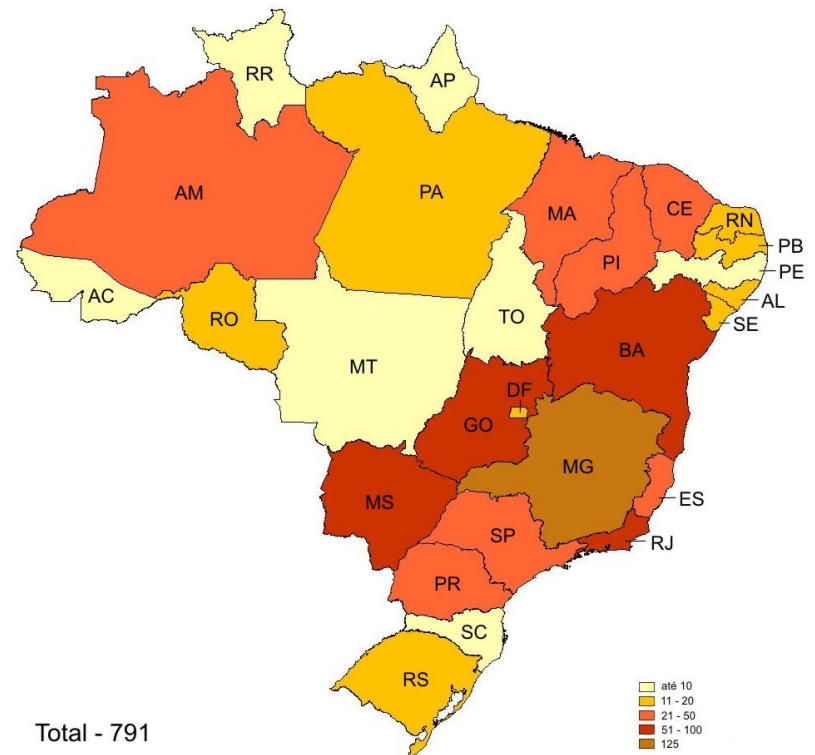 RR
AP
AM
PA
MA
CE
RN
PB
PI
PE
AC
TO
AL
RO
SE
BA
MT
DF
GO
MG
MS
ES
SP
RJ
PR
SC
RS
até 10
11 - 20
21 - 50
51 - 100
125
Total - 791